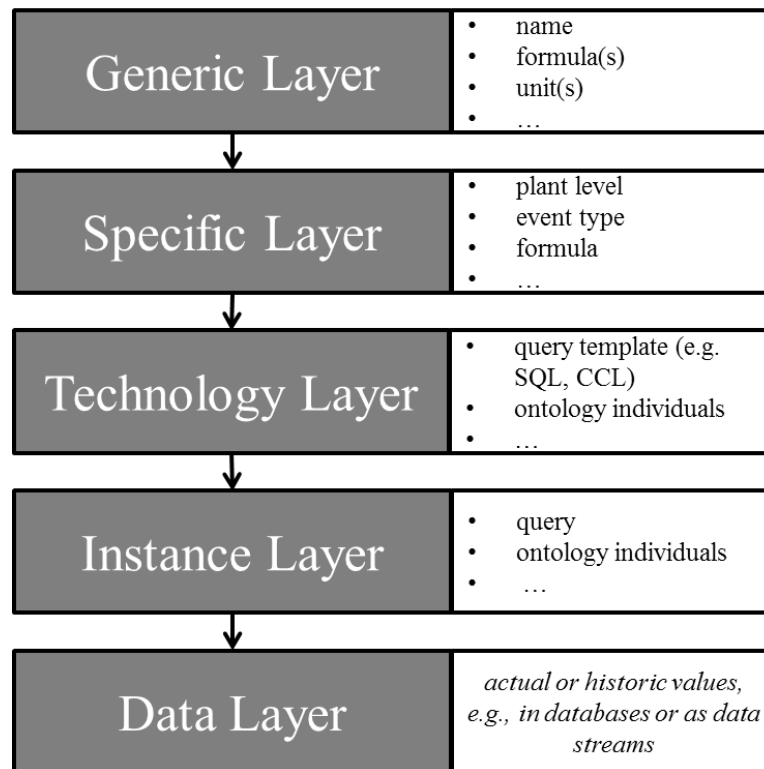 Generic Layer
• name
• formula(s)
• unit(s)
• …
Specific Layer
• plant level
• event type
• formula
• …
Technology Layer
• query template (e.g.
SQL, CCL)
• ontology individuals
• …
Instance Layer
• query
• ontology individuals
• …
Data Layer
actual or historic values,
e.g., in databases or as data
streams